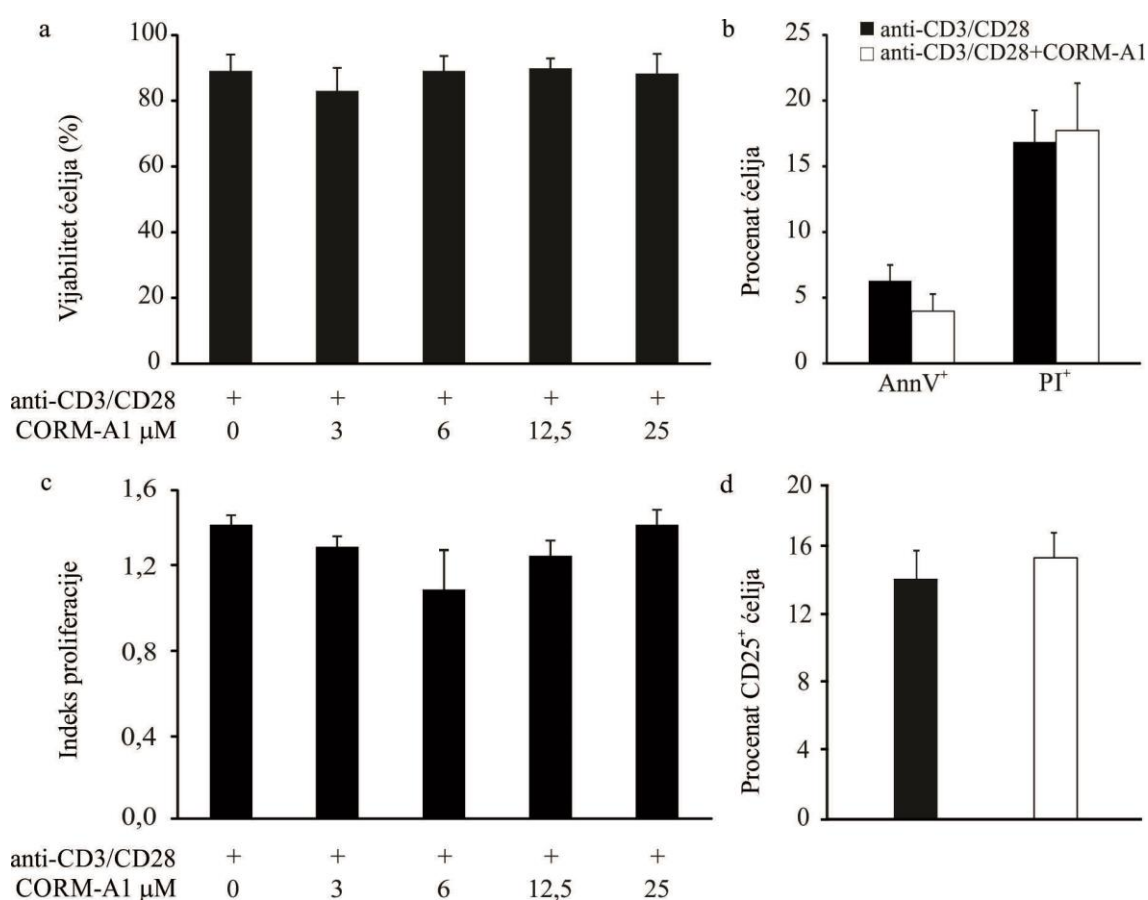 a
100
80
60
40
20
0
Vijabilitet ćelija (%)
anti-CD3/CD28 + + + + +
CORM-A1 μM 0 3 6 12,5 25
b
anti-CD3/CD28
anti-CD3/CD28+CORM-A1
25
20
15
10
5
0
Procenat ćelija
AnnV⁺ PI⁺
c
1,6
1,2
0,8
0,4
0,0
Indeks proliferacije
anti-CD3/CD28 + + + + +
CORM-A1 μM 0 3 6 12,5 25
d
20
16
12
8
4
0
Procenat CD25⁺ ćelija